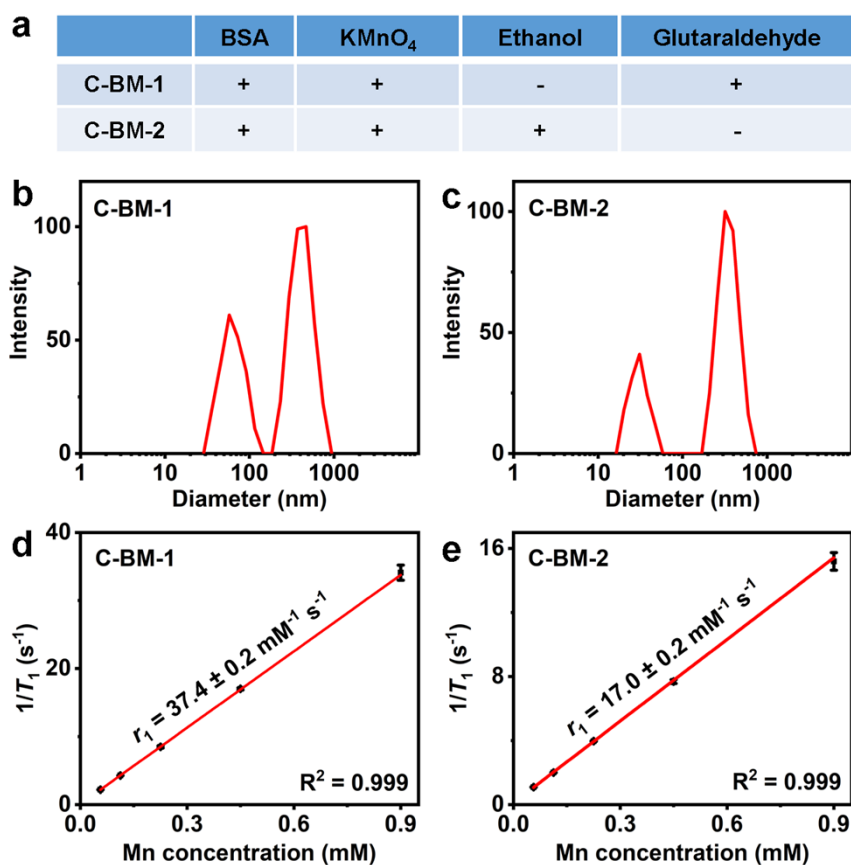 a
BSA KMnO₄ Ethanol Glutaraldehyde
C-BM-1 + + - +
C-BM-2 + + + -
b
C-BM-1
Intensity
100
50
0
1 10 100 1000
Diameter (nm)
c
C-BM-2
Intensity
100
50
0
1 10 100 1000
Diameter (nm)
d
C-BM-1
1/T₁ (s⁻¹)
40
20
0
r₁ = 37.4 ± 0.2 mM⁻¹ s⁻¹
R² = 0.999
0.0 0.3 0.6 0.9
Mn concentration (mM)
e
C-BM-2
1/T₁ (s⁻¹)
16
8
0
r₁ = 17.0 ± 0.2 mM⁻¹ s⁻¹
R² = 0.999
0.0 0.3 0.6 0.9
Mn concentration (mM)